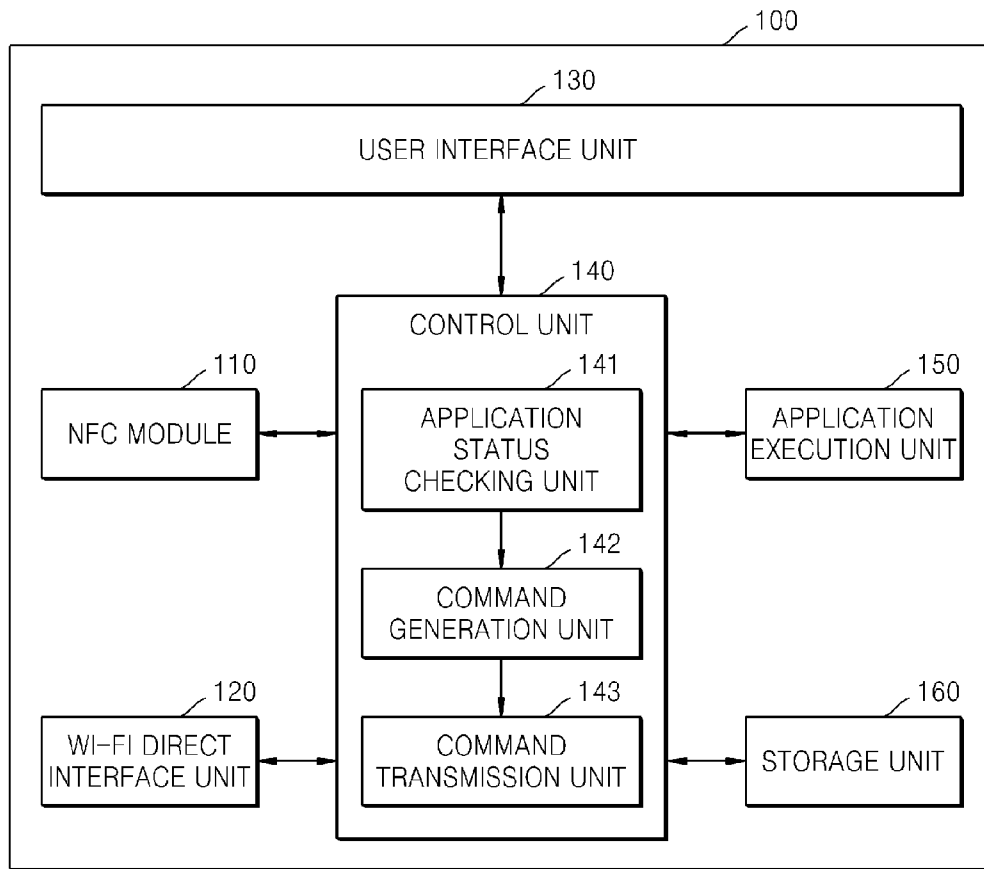 100
130
USER INTERFACE UNIT
140
CONTROL UNIT
110
NFC MODULE
141
APPLICATION
STATUS
CHECKING UNIT
150
APPLICATION
EXECUTION UNIT
142
COMMAND
GENERATION UNIT
120
WI-FI DIRECT
INTERFACE UNIT
143
COMMAND
TRANSMISSION UNIT
160
STORAGE UNIT